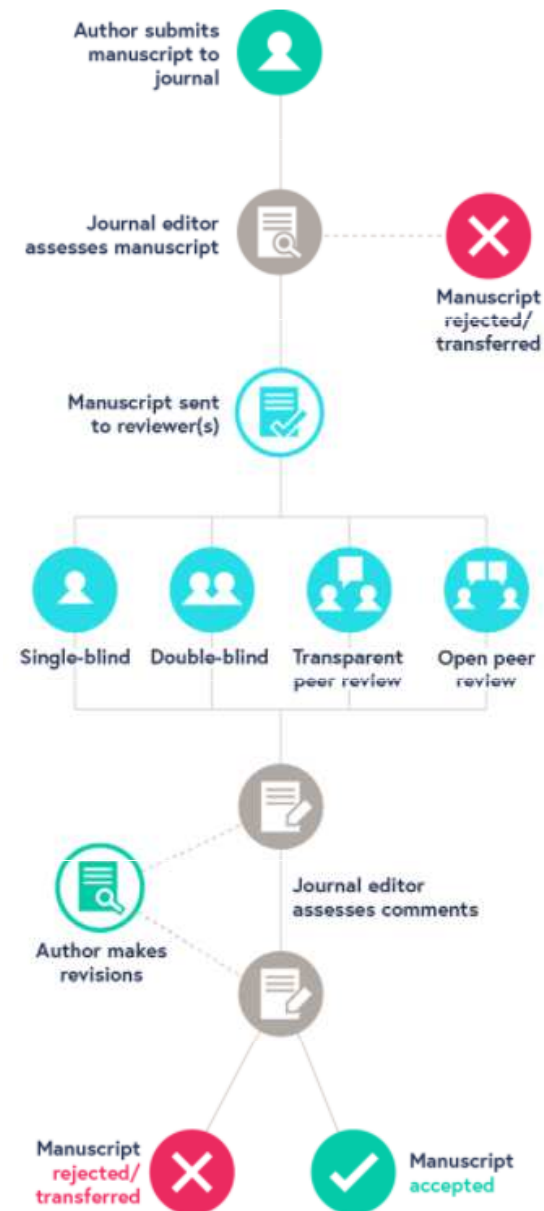 Author submits
manuscript to
journal
Journal editor
assesses manuscript
Manuscript
rejected/
transferred
Manuscript sent
to reviewer(s)
Single-blind
Double-blind
Transparent
peer review
Open peer
review
Journal editor
assesses comments
Author makes
revisions
Manuscript
rejected/
transferred
Manuscript
accepted